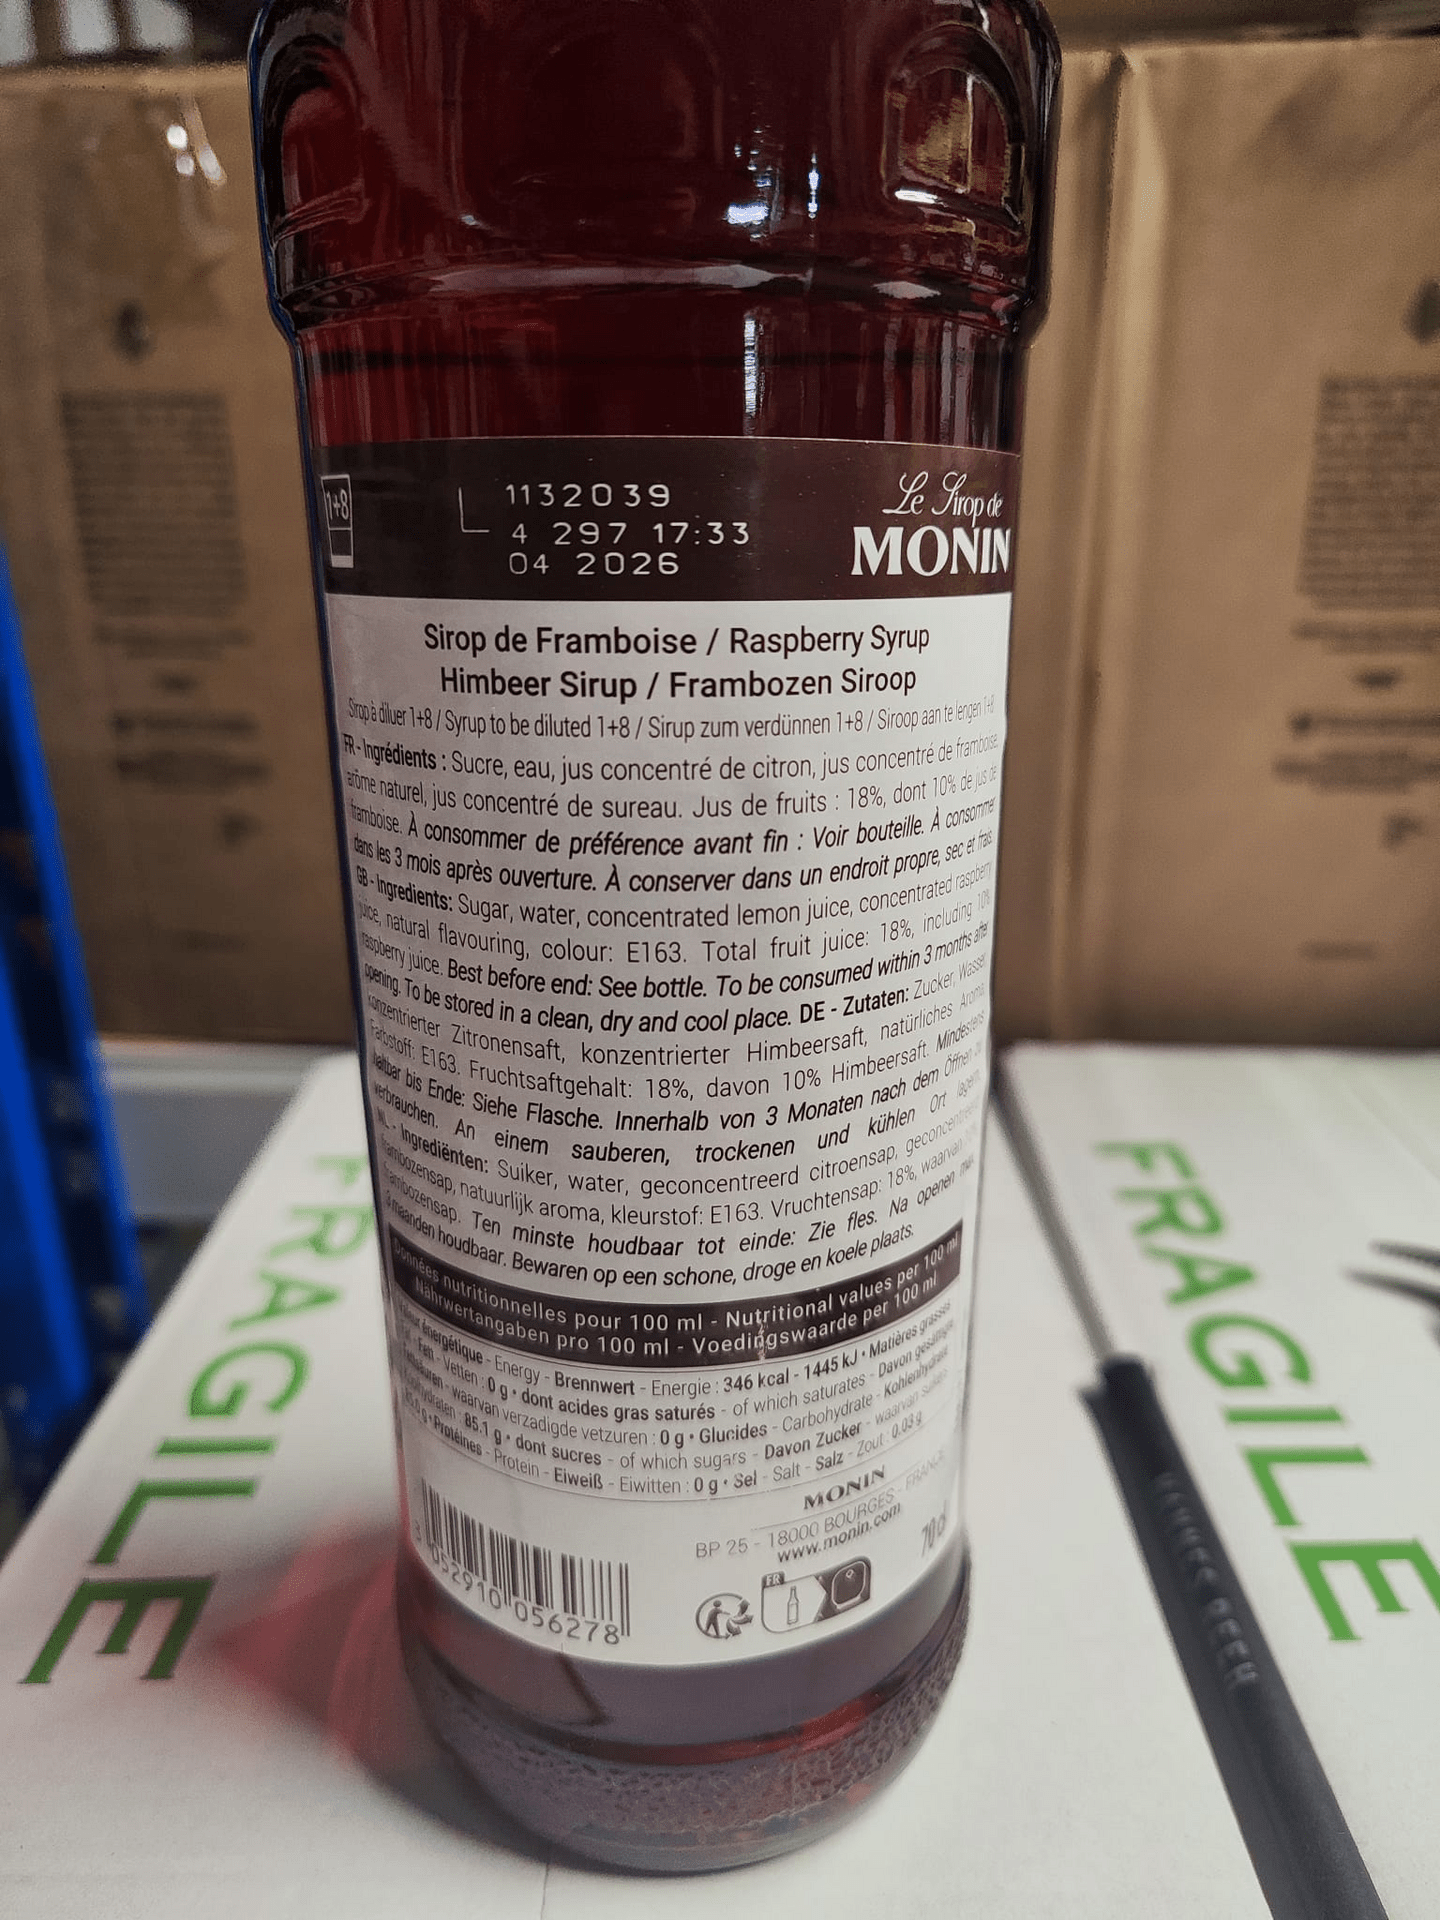 1+8
L 1132039
4 297 17:33
04 2026
Le Sirop de
MONIN
Sirop de Framboise / Raspberry Syrup
Himbeer Sirup / Frambozen Siroop
Sirop à diluer 1+8 / Syrup to be diluted 1+8 / Sirup zum verdünnen 1+8 / Siroop aan te lengen 1+8
FR - Ingrédients : Sucre, eau, jus concentré de citron, jus concentré de framboise,
arôme naturel, jus concentré de sureau. Jus de fruits : 18%, dont 10% de jus de
framboise. À consommer de préférence avant fin : Voir bouteille. À consommer
dans les 3 mois après ouverture. À conserver dans un endroit propre, sec et frais.
GB - Ingredients: Sugar, water, concentrated lemon juice, concentrated raspberry
juice, natural flavouring, colour: E163. Total fruit juice: 18%, including 10%
raspberry juice. Best before end: See bottle. To be consumed within 3 months after
opening. To be stored in a clean, dry and cool place. DE - Zutaten: Zucker, Wasser,
konzentrierter Zitronensaft, konzentrierter Himbeersaft, natürliches Aroma,
Farbstoff: E163. Fruchtsaftgehalt: 18%, davon 10% Himbeersaft. Mindestens
haltbar bis Ende: Siehe Flasche. Innerhalb von 3 Monaten nach dem Öffnen zu
verbrauchen. An einem sauberen, trockenen und kühlen Ort lagern.
NL - Ingrediënten: Suiker, water, geconcentreerd citroensap, geconcentreerd
frambozensap, natuurlijk aroma, kleurstof: E163. Vruchtensap: 18%, waarvan 10%
frambozensap. Ten minste houdbaar tot einde: Zie fles. Na openen max.
3 maanden houdbaar. Bewaren op een schone, droge en koele plaats.
Données nutritionnelles pour 100 ml - Nutritional values per 100 ml
Nährwertangaben pro 100 ml - Voedingswaarde per 100 ml
énergétique - Energy - Brennwert - Energie : 346 kcal - 1445 kJ • Matières grasses
Fett - Vetten : 0 g • dont acides gras saturés - of which saturates - Davon gesättigte
Fettsäuren - waarvan verzadigde vetzuren : 0 g • Glucides - Carbohydrate - Kohlenhydrate
: 85.1 g • dont sucres - of which sugars - Davon Zucker - waarvan
• Protéines - Protein - Eiweiß - Eiwitten : 0 g • Sel - Salt - Salz - Zout : 0.03 g
MONIN
BP 25 - 18000 BOURGES - FRANCE
www.monin.com
70 cl
FR
3 052910 056278
FRAGILE
FRAGILE